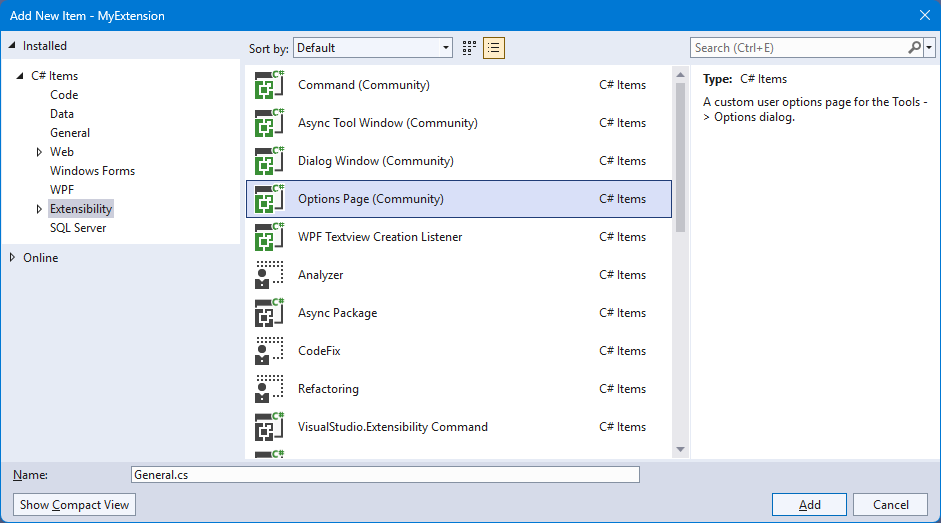 Add New Item - MyExtension
Installed
C# Items
Code
Data
General
Web
Windows Forms
WPF
Extensibility
SQL Server
Online
Sort by: Default
Search (Ctrl+E)
C# Command (Community) C# Items
C# Async Tool Window (Community) C# Items
C# Dialog Window (Community) C# Items
C# Options Page (Community) C# Items
C# WPF Textview Creation Listener C# Items
Analyzer C# Items
C# Async Package C# Items
CodeFix C# Items
Refactoring C# Items
C# VisualStudio.Extensibility Command C# Items
C#
Type: C# Items
A custom user options page for the Tools -
> Options dialog.
Name: General.cs
Show Compact View
Add
Cancel